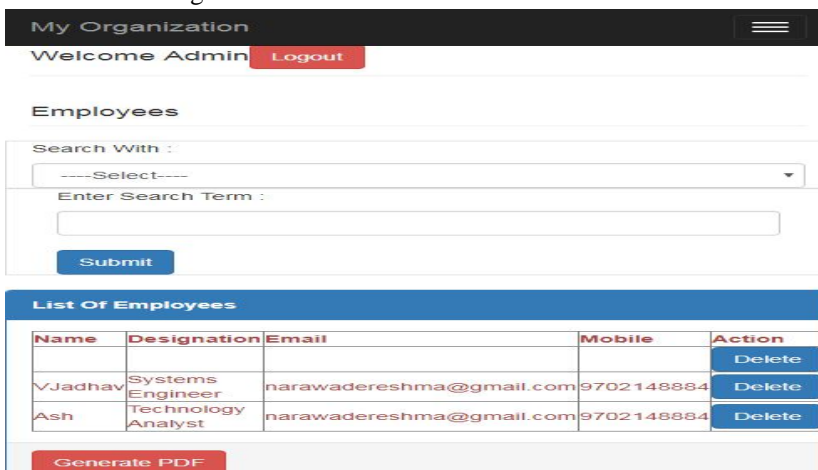 My Organization
Welcome Admin Logout
Employees
Search With :
----Select----
Enter Search Term :
Submit
List Of Employees
Name Designation Email Mobile Action
Delete
VJadhav Systems Engineer narawadereshma@gmail.com 9702148884 Delete
Ash Technology Analyst narawadereshma@gmail.com 9702148884 Delete
Generate PDF